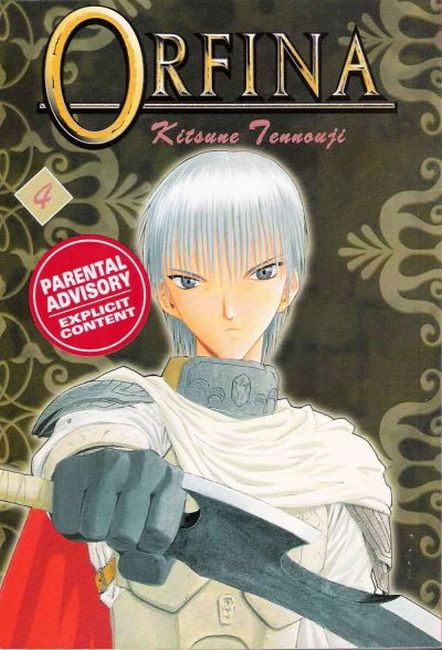 ORFINA
Kitsune Tennouji
4
PARENTAL
ADVISORY
EXPLICIT
CONTENT